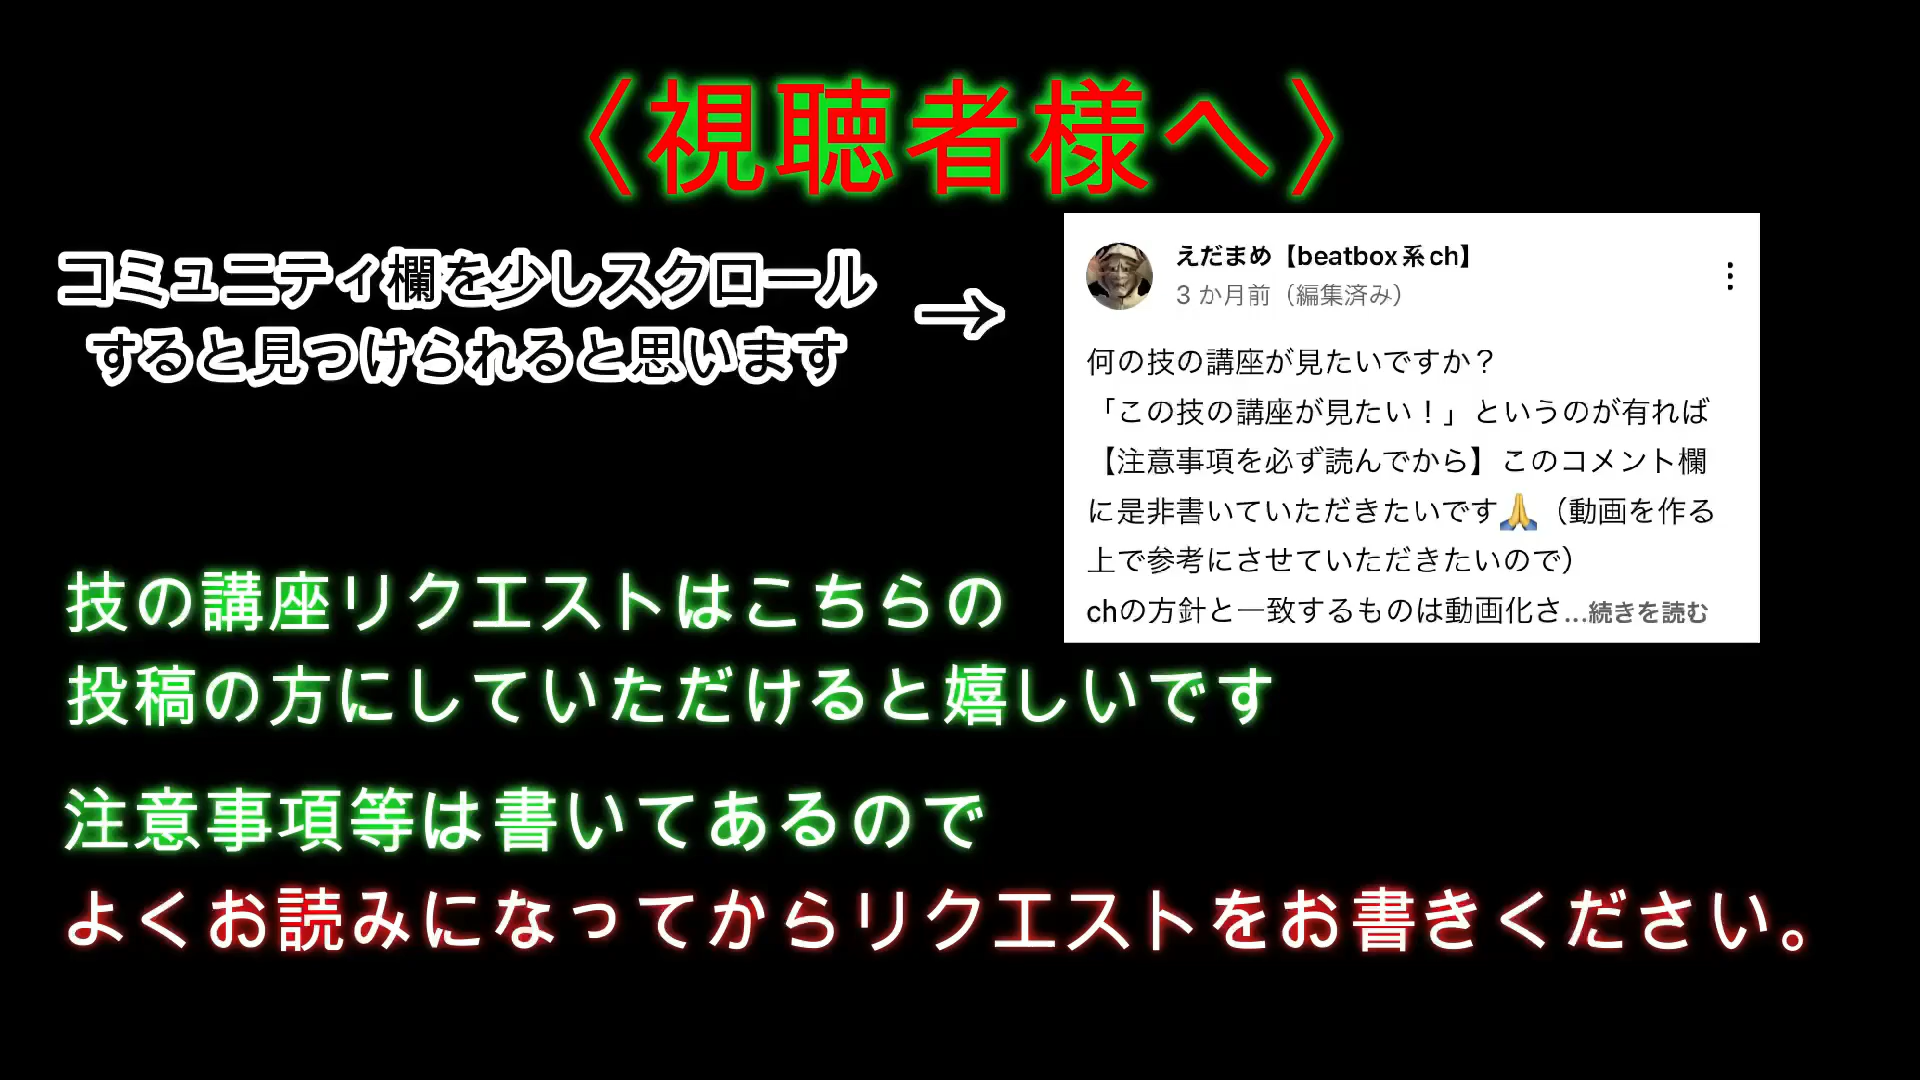 〈視聴者様へ〉
コミュニティ欄を少しスクロール
すると見つけられると思います
→
えだまめ【beatbox系ch】
3 か月前（編集済み）
何の技の講座が見たいですか？
「この技の講座が見たい！」というのが有れば
【注意事項を必ず読んでから】このコメント欄
に是非書いていただきたいです🙏（動画を作る
上で参考にさせていただきたいので）
chの方針と一致するものは動画化さ...続きを読む
技の講座リクエストはこちらの
投稿の方にしていただけると嬉しいです
注意事項等は書いてあるので
よくお読みになってからリクエストをお書きください。